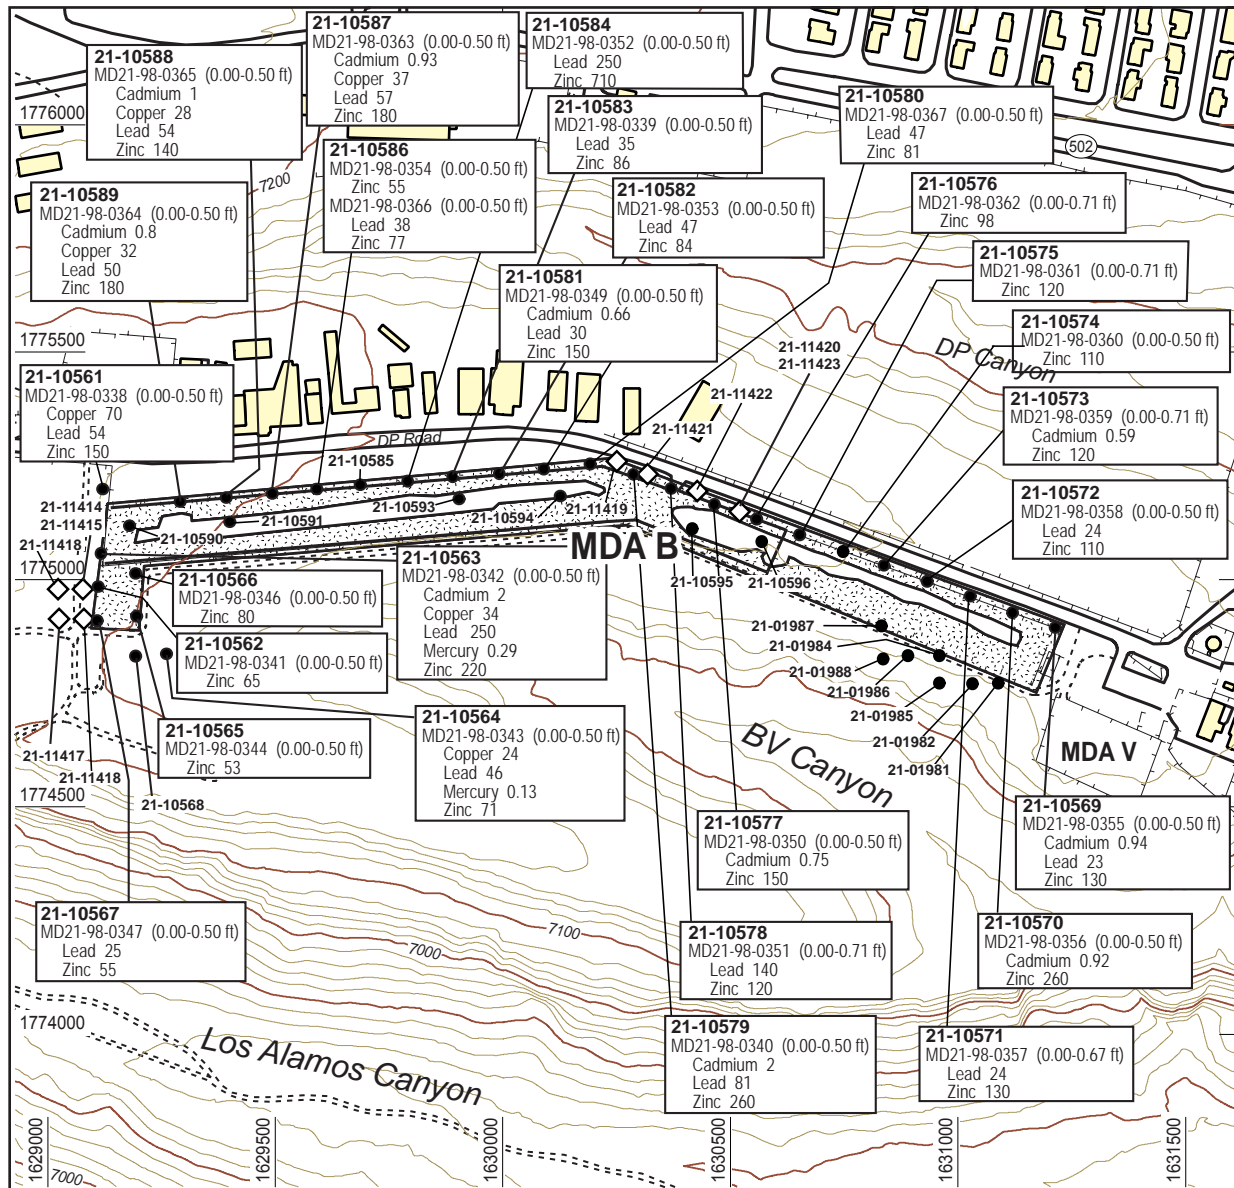 21-10587
MD21-98-0363 (0.00-0.50 ft)
Cadmium 0.93
Copper 37
Lead 57
Zinc 180
21-10584
MD21-98-0352 (0.00-0.50 ft)
Lead 250
Zinc 710
21-10588
MD21-98-0365 (0.00-0.50 ft)
Cadmium 1
Copper 28
Lead 54
Zinc 140
21-10583
MD21-98-0339 (0.00-0.50 ft)
Lead 35
Zinc 86
21-10580
MD21-98-0367 (0.00-0.50 ft)
Lead 47
Zinc 81
1776000
502
21-10586
MD21-98-0354 (0.00-0.50 ft)
Zinc 55
MD21-98-0366 (0.00-0.50 ft)
Lead 38
Zinc 77
7200
21-10589
MD21-98-0364 (0.00-0.50 ft)
Cadmium 0.8
Copper 32
Lead 50
Zinc 180
21-10582
MD21-98-0353 (0.00-0.50 ft)
Lead 47
Zinc 84
21-10576
MD21-98-0362 (0.00-0.71 ft)
Zinc 98
21-10575
MD21-98-0361 (0.00-0.71 ft)
Zinc 120
21-10581
MD21-98-0349 (0.00-0.50 ft)
Cadmium 0.66
Lead 30
Zinc 150
21-10574
MD21-98-0360 (0.00-0.50 ft)
Zinc 110
1775500
DP Canyon
21-11420
21-11423
21-11422
21-11421
21-10561
MD21-98-0338 (0.00-0.50 ft)
Copper 70
Lead 54
Zinc 150
21-10573
MD21-98-0359 (0.00-0.71 ft)
Cadmium 0.59
Zinc 120
DP Road
21-10585
21-10572
MD21-98-0358 (0.00-0.50 ft)
Lead 24
Zinc 110
21-11414
21-11415
21-11418
21-10590
21-10591
21-10593
21-10594
21-11419
MDA B
1775000
21-10595
21-10596
21-10566
MD21-98-0346 (0.00-0.50 ft)
Zinc 80
21-10563
MD21-98-0342 (0.00-0.50 ft)
Cadmium 2
Copper 34
Lead 250
Mercury 0.29
Zinc 220
21-10562
MD21-98-0341 (0.00-0.50 ft)
Zinc 65
21-01987
21-01984
21-01988
21-01986
21-01985
21-01982
21-01981
21-10565
MD21-98-0344 (0.00-0.50 ft)
Zinc 53
21-10564
MD21-98-0343 (0.00-0.50 ft)
Copper 24
Lead 46
Mercury 0.13
Zinc 71
BV Canyon
MDA V
21-11417
21-11418
21-10568
1774500
21-10577
MD21-98-0350 (0.00-0.50 ft)
Cadmium 0.75
Zinc 150
21-10569
MD21-98-0355 (0.00-0.50 ft)
Cadmium 0.94
Lead 23
Zinc 130
21-10567
MD21-98-0347 (0.00-0.50 ft)
Lead 25
Zinc 55
7000
7100
21-10578
MD21-98-0351 (0.00-0.71 ft)
Lead 140
Zinc 120
21-10570
MD21-98-0356 (0.00-0.50 ft)
Cadmium 0.92
Zinc 260
1774000
Los Alamos Canyon
21-10579
MD21-98-0340 (0.00-0.50 ft)
Cadmium 2
Lead 81
Zinc 260
21-10571
MD21-98-0357 (0.00-0.67 ft)
Lead 24
Zinc 130
7000
1629000
1629500
1630000
1630500
1631000
1631500